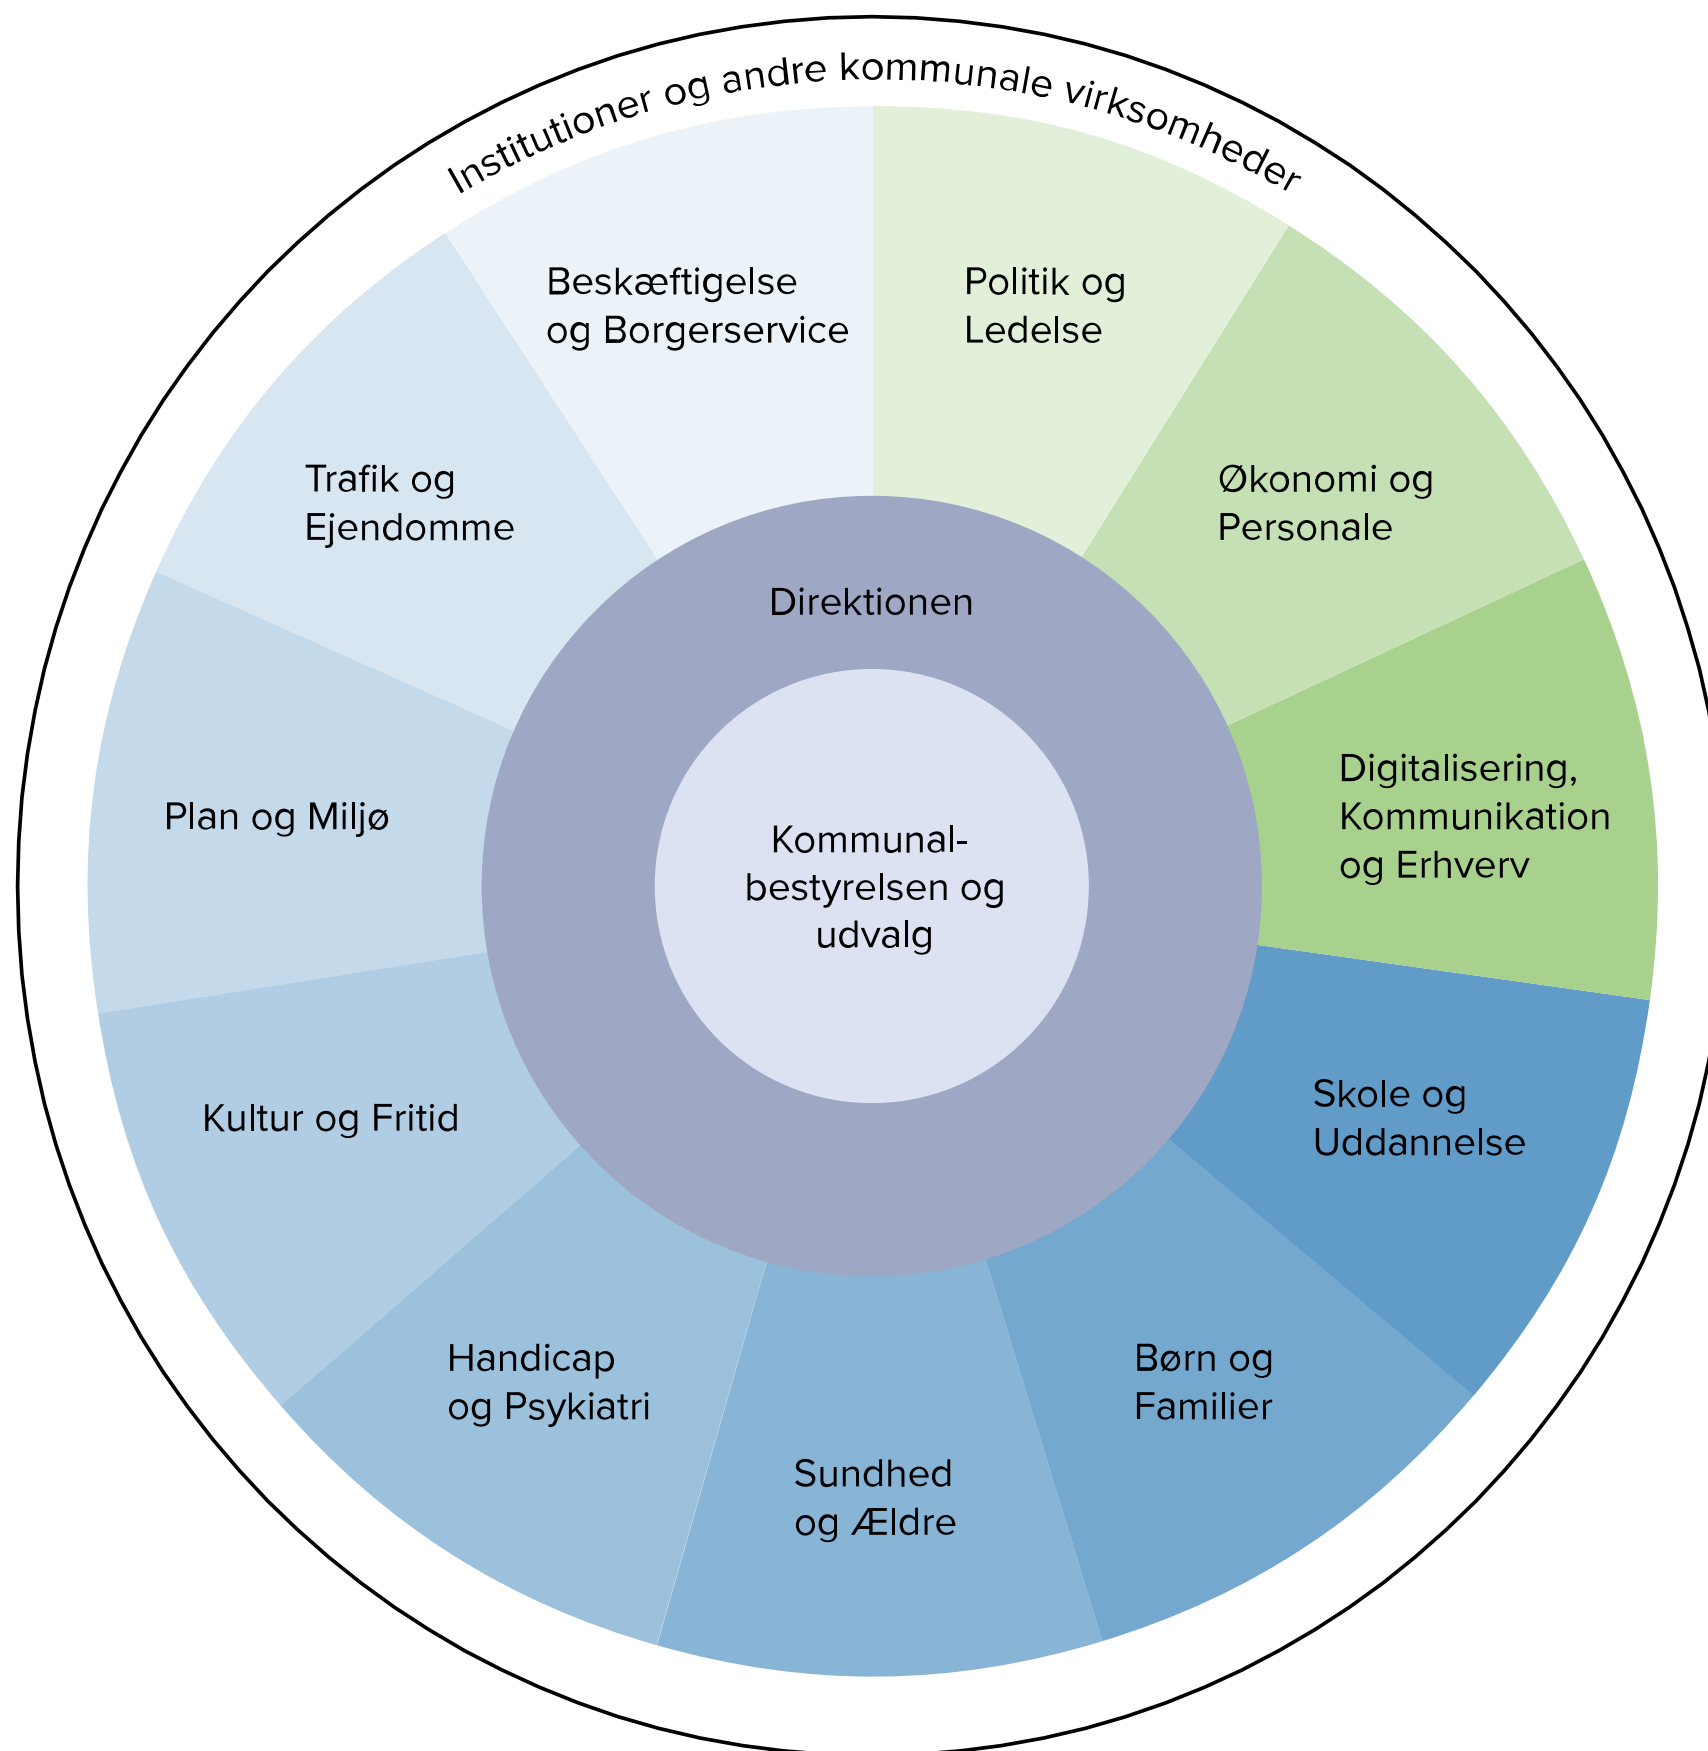 Institutioner og andre kommunale virksomheder
Beskæftigelse
og Borgerservice
Politik og
Ledelse
Trafik og
Ejendomme
Økonomi og
Personale
Direktionen
Plan og Miljø
Digitalisering,
Kommunikation
og Erhverv
Kommunal-
bestyrelsen og
udvalg
Kultur og Fritid
Skole og
Uddannelse
Handicap
og Psykiatri
Børn og
Familier
Sundhed
og Ældre